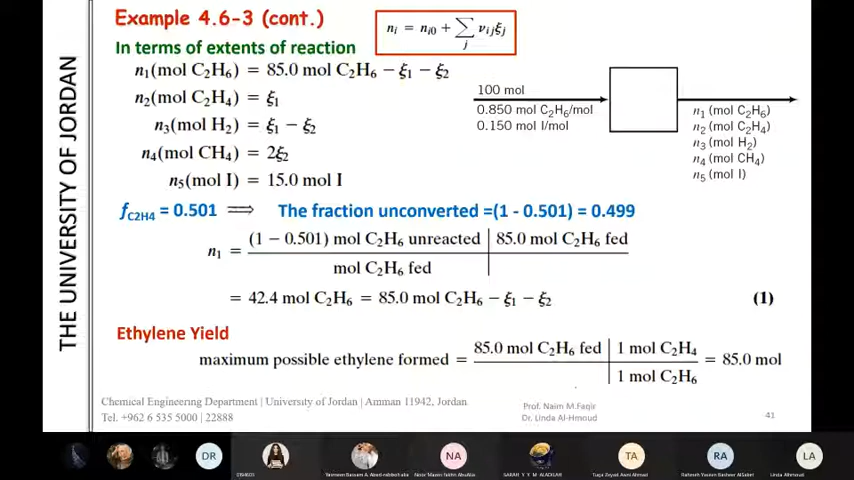 Example 4.6-3 (cont.)
n_i = n_i0 + ∑_j ν_ij ξ_j
In terms of extents of reaction
n₁(mol C₂H₆) = 85.0 mol C₂H₆ − ξ₁ − ξ₂
n₂(mol C₂H₄) = ξ₁
n₃(mol H₂) = ξ₁ − ξ₂
n₄(mol CH₄) = 2ξ₂
n₅(mol I) = 15.0 mol I
100 mol
0.850 mol C₂H₆/mol
0.150 mol I/mol
n₁ (mol C₂H₆)
n₂ (mol C₂H₄)
n₃ (mol H₂)
n₄ (mol CH₄)
n₅ (mol I)
THE UNIVERSITY OF JORDAN
f_C2H4 = 0.501 ⟹ The fraction unconverted =(1 - 0.501) = 0.499
n₁ = (1 − 0.501) mol C₂H₆ unreacted | 85.0 mol C₂H₆ fed
mol C₂H₆ fed
= 42.4 mol C₂H₆ = 85.0 mol C₂H₆ − ξ₁ − ξ₂ (1)
Ethylene Yield
maximum possible ethylene formed = 85.0 mol C₂H₆ fed | 1 mol C₂H₄ = 85.0 mol
1 mol C₂H₆
Chemical Engineering Department | University of Jordan | Amman 11942, Jordan
Tel. +962 6 535 5000 | 22888
Prof. Naim M.Faqir
Dr. Linda Al-Hmoud
41
DR
NA
TA
RA
LA
SARAH Y Y M ALADILAH
Linda Alhmoud